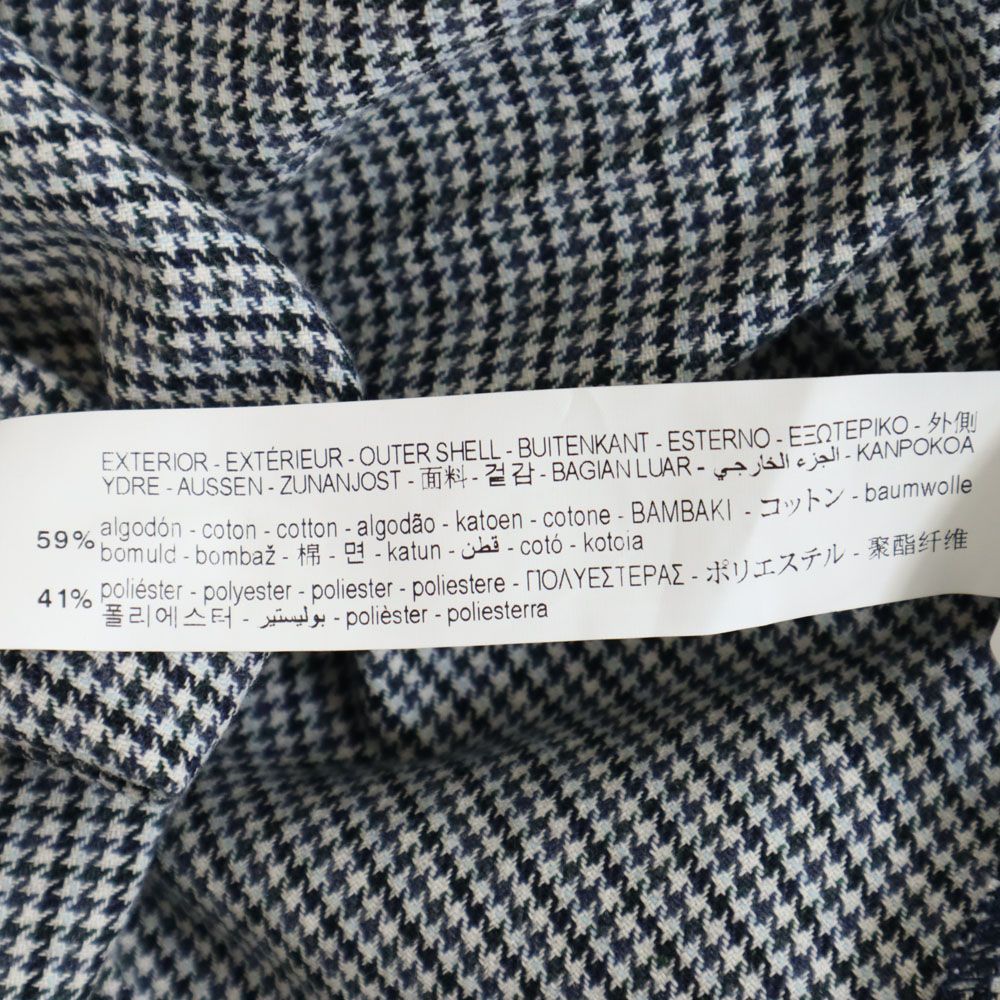 EXTERIOR - EXTÉRIEUR - OUTER SHELL - BUITENKANT - ESTERNO - ΕΞΩΤΕΡΙΚΟ - 外側
YDRE - AUSSEN - ZUNANJOST - 面料 - 겉감 - BAGIAN LUAR - الجزء الخارجي - KANPOKOA
59% algodón - coton - cotton - algodão - katoen - cotone - BAMBAKI - コットン - baumwolle
bomuld - bombaž - 棉 - 면 - katun - قطن - cotó - kotoia
41% poliéster - polyester - poliester - poliestere - ΠΟΛΥΕΣΤΕΡΑΣ - ポリエステル - 聚酯纤维
폴리에스터 - بوليستير - polièster - poliesterra